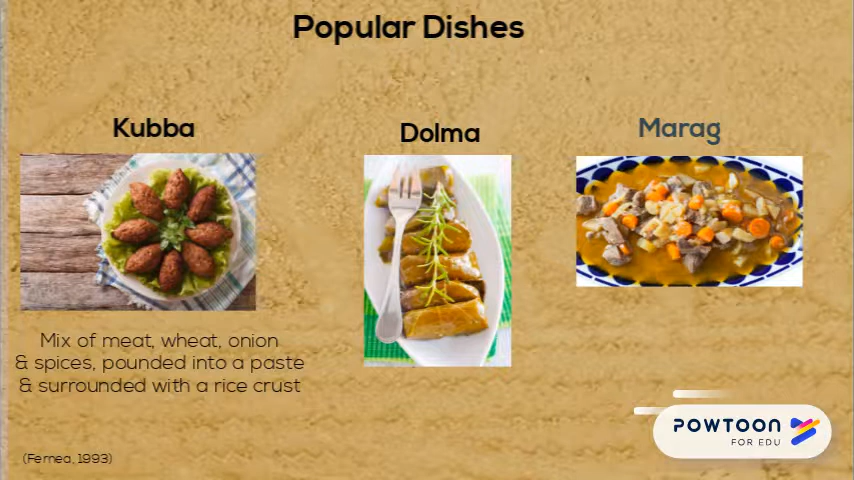 Popular Dishes
Kubba
Dolma
Marag
Mix of meat, wheat, onion
& spices, pounded into a paste
& surrounded with a rice crust
(Fernea, 1993)
POWTOON
FOR EDU